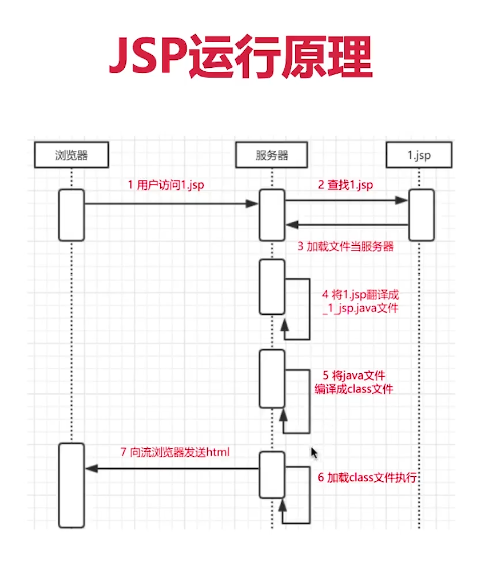 JSP运行原理
浏览器
服务器
1.jsp
1 用户访问1.jsp
2 查找1.jsp
3 加载文件当服务器
4 将1.jsp翻译成
_1_jsp.java文件
5 将java文件
编译成class文件
7 向流浏览器发送html
6 加载class文件执行